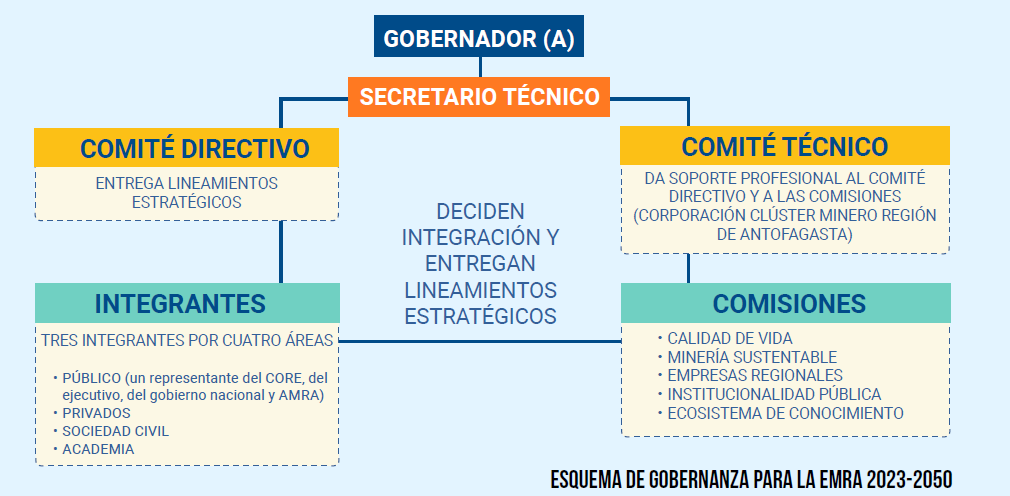 GOBERNADOR (A)
SECRETARIO TÉCNICO
COMITÉ DIRECTIVO
ENTREGA LINEAMIENTOS
ESTRATÉGICOS
COMITÉ TÉCNICO
DA SOPORTE PROFESIONAL AL COMITÉ
DIRECTIVO Y A LAS COMISIONES
(CORPORACIÓN CLÚSTER MINERO REGIÓN
DE ANTOFAGASTA)
DECIDEN
INTEGRACIÓN Y
ENTREGAN
LINEAMIENTOS
ESTRATÉGICOS
INTEGRANTES
TRES INTEGRANTES POR CUATRO ÁREAS
• PÚBLICO (un representante del CORE, del
ejecutivo, del gobierno nacional y AMRA)
• PRIVADOS
• SOCIEDAD CIVIL
• ACADEMIA
COMISIONES
• CALIDAD DE VIDA
• MINERÍA SUSTENTABLE
• EMPRESAS REGIONALES
• INSTITUCIONALIDAD PÚBLICA
• ECOSISTEMA DE CONOCIMIENTO
ESQUEMA DE GOBERNANZA PARA LA EMRA 2023-2050